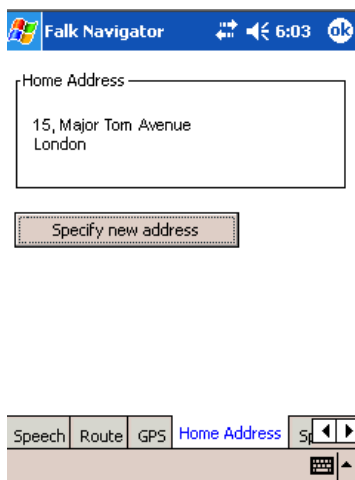 Falk Navigator 6:03 ok
Home Address
15, Major Tom Avenue
London
Specify new address
Speech Route GPS Home Address